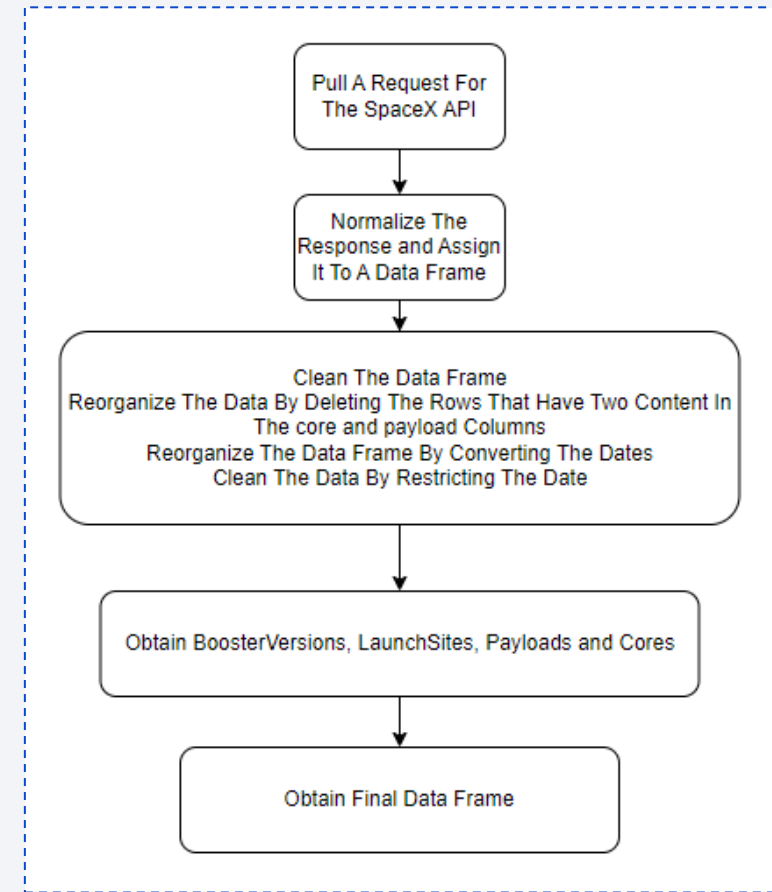 Pull A Request For
The SpaceX API
Normalize The
Response and Assign
It To A Data Frame
Clean The Data Frame
Reorganize The Data By Deleting The Rows That Have Two Content In
The core and payload Columns
Reorganize The Data Frame By Converting The Dates
Clean The Data By Restricting The Date
Obtain BoosterVersions, LaunchSites, Payloads and Cores
Obtain Final Data Frame